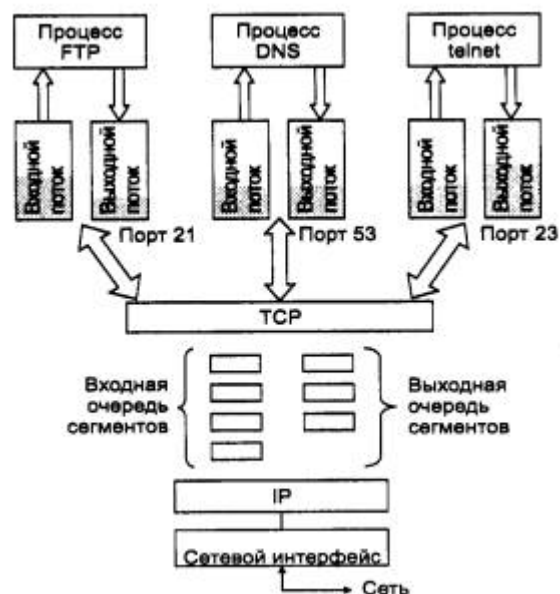 Процесс
FTP
Процесс
DNS
Процесс
telnet
Входной
поток
Выходной
поток
Входной
поток
Выходной
поток
Входной
поток
Выходной
поток
Порт 21
Порт 53
Порт 23
TCP
Входная
очередь
сегментов
Выходная
очередь
сегментов
IP
Сетевой интерфейс
Сеть